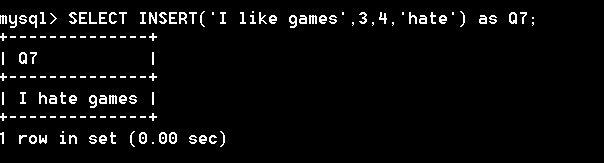 mysql> SELECT INSERT('I like games',3,4,'hate') as Q7;
+--------------+
| Q7           |
+--------------+
| I hate games |
+--------------+
1 row in set (0.00 sec)